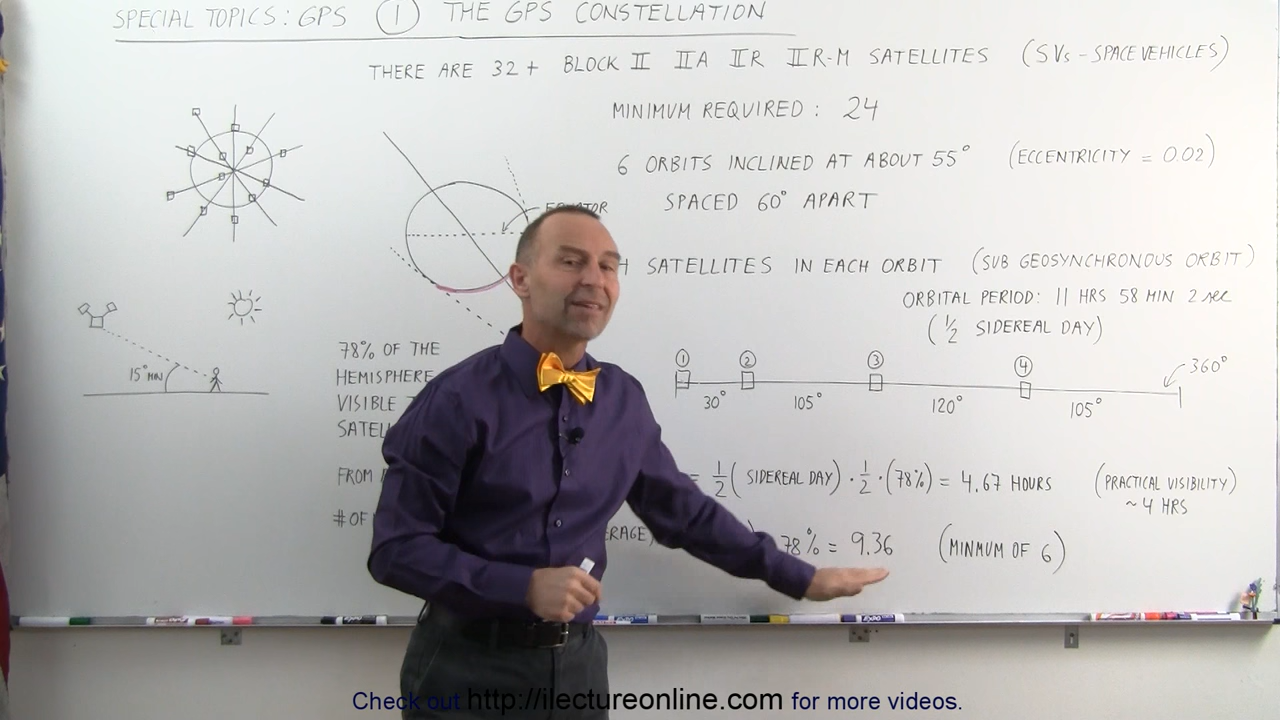 SPECIAL TOPICS: GPS ① THE GPS CONSTELLATION
THERE ARE 32+ BLOCK II IIA IIR IIR-M SATELLITES (SVs - SPACE VEHICLES)
MINIMUM REQUIRED: 24
6 ORBITS INCLINED AT ABOUT 55° (ECCENTRICITY = 0.02)
SPACED 60° APART
SATELLITES IN EACH ORBIT (SUB GEOSYNCHRONOUS ORBIT)
ORBITAL PERIOD: 11 HRS 58 MIN 2 sec
(1/2 SIDEREAL DAY)
① ② ③ ④ 360°
30° 105° 120° 105°
15° MIN
78% OF THE
HEMISPHERE
VISIBLE
FROM
= 1/2 (SIDEREAL DAY) · 1/2 · (78%) = 4.67 HOURS (PRACTICAL VISIBILITY)
~4 HRS
# OF
78% = 9.36 (MINMUM OF 6)
Check out http://ilectureonline.com for more videos.